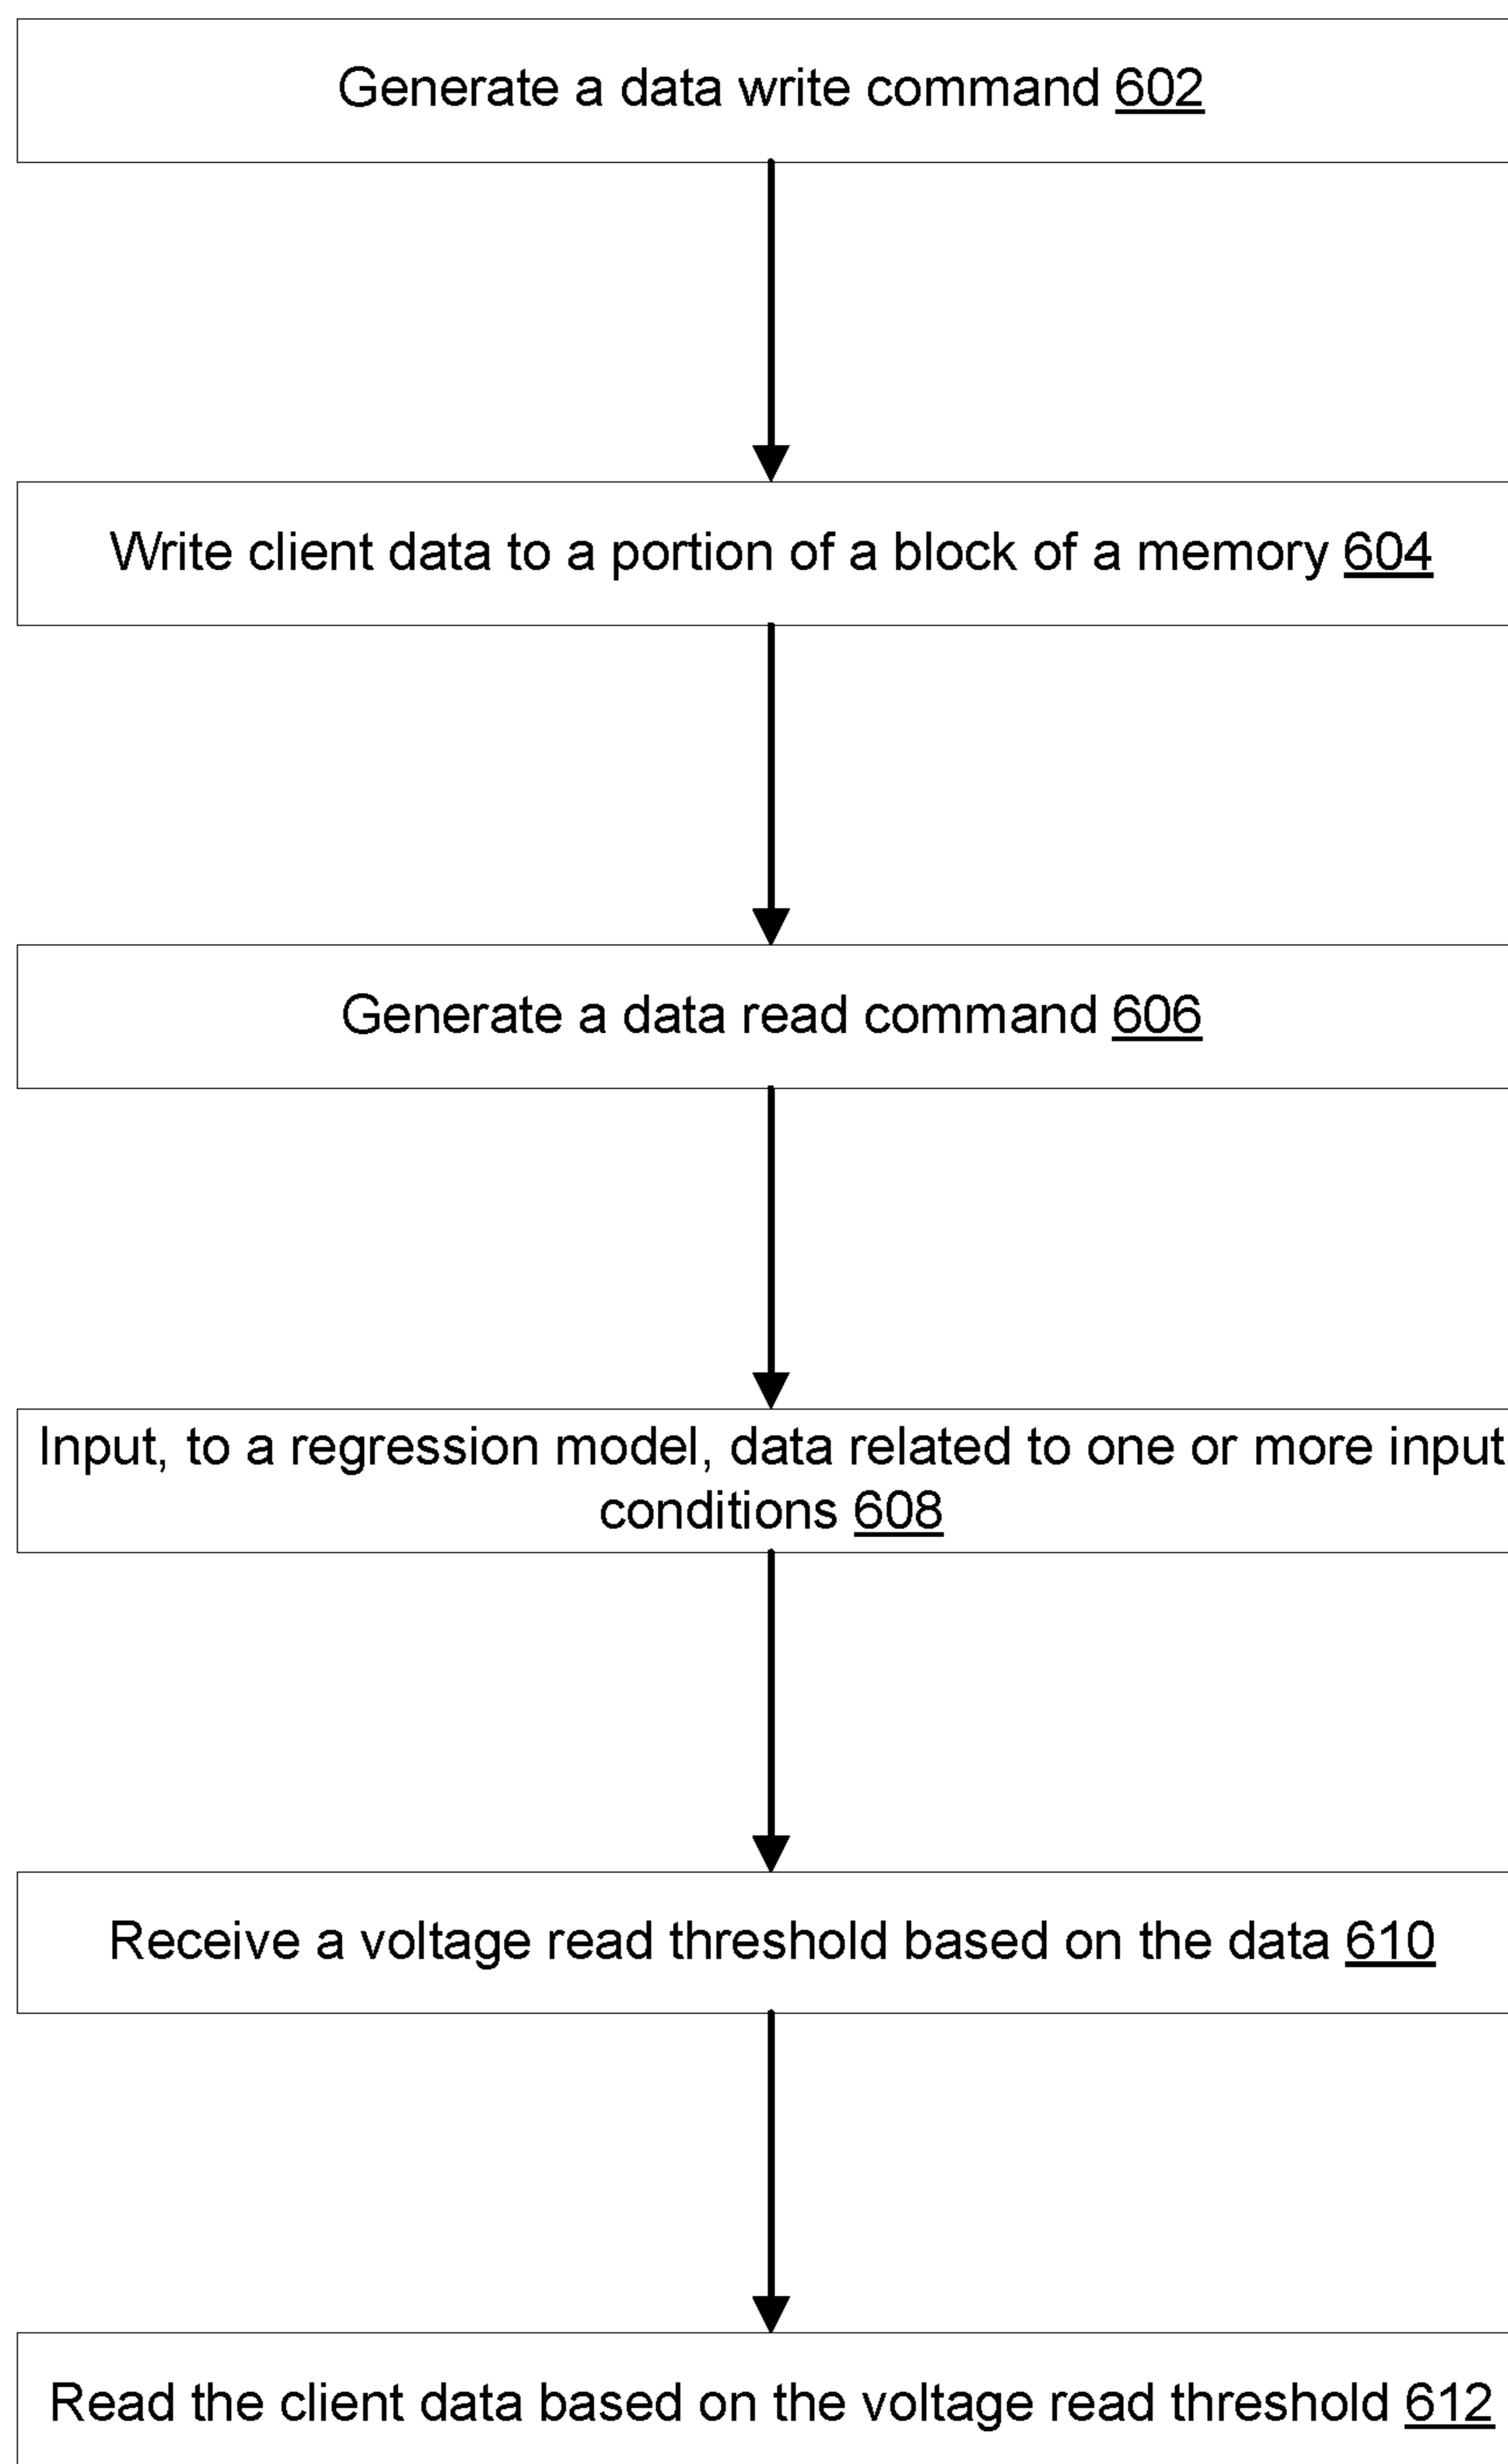 Generate a data write command 602
Write client data to a portion of a block of a memory 604
Generate a data read command 606
Input, to a regression model, data related to one or more input
conditions 608
Receive a voltage read threshold based on the data 610
Read the client data based on the voltage read threshold 612